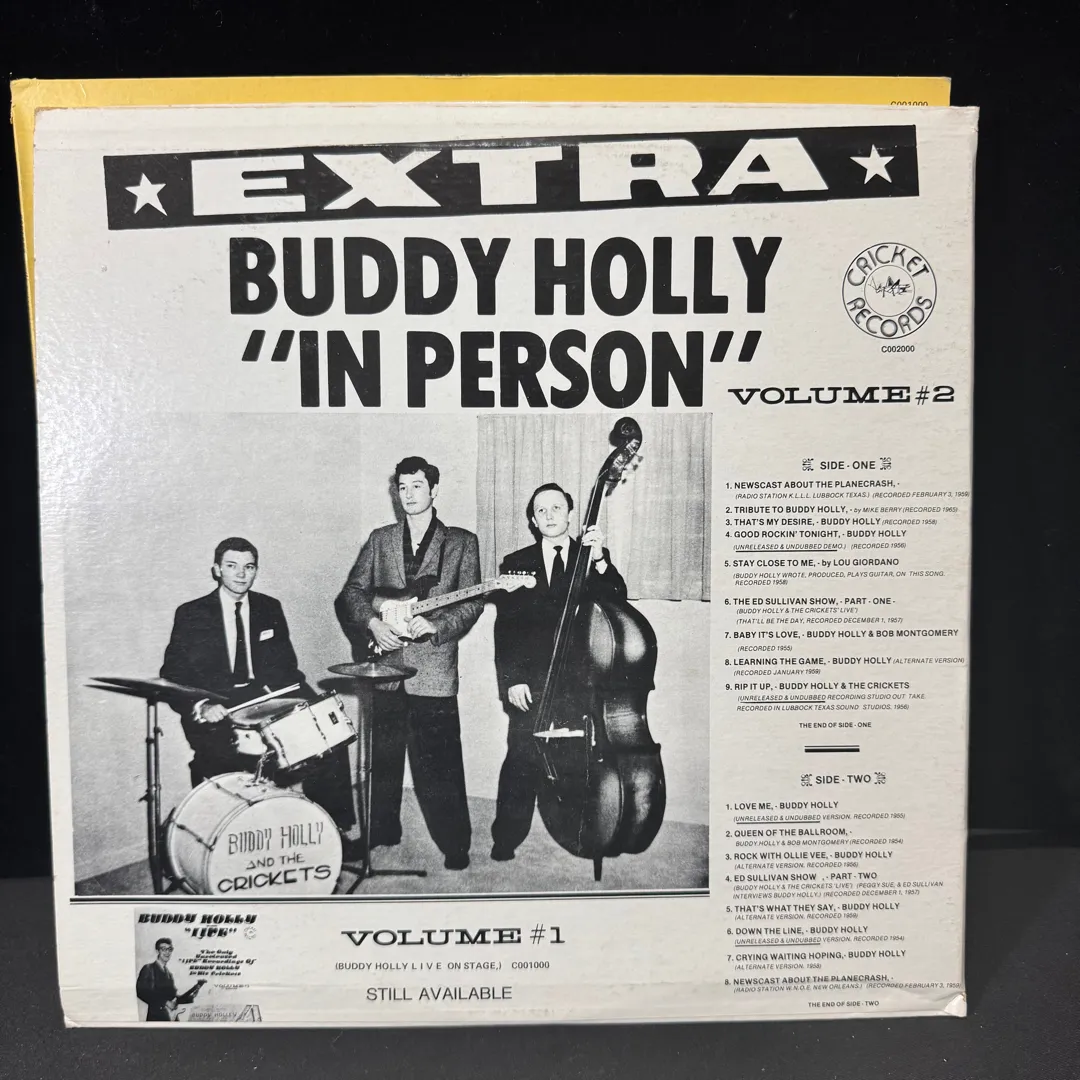 C001000
EXTRA
BUDDY HOLLY
"IN PERSON"
CRICKET
RECORDS
C002000
VOLUME #2
SIDE - ONE
1. NEWSCAST ABOUT THE PLANECRASH, -
(RADIO STATION K.L.L.L. LUBBOCK TEXAS.) (RECORDED FEBRUARY 3, 1959
2. TRIBUTE TO BUDDY HOLLY, - by MIKE BERRY (RECORDED 1965)
3. THAT'S MY DESIRE, - BUDDY HOLLY (RECORDED 1958)
4. GOOD ROCKIN' TONIGHT, - BUDDY HOLLY
(UNRELEASED & UNDUBBED DEMO.) (RECORDED 1956)
5. STAY CLOSE TO ME, - by LOU GIORDANO
(BUDDY HOLLY WROTE, PRODUCED, PLAYS GUITAR, ON THIS SONG.
RECORDED 1958)
6. THE ED SULLIVAN SHOW, - PART - ONE -
(BUDDY HOLLY & THE CRICKETS 'LIVE')
(THAT'LL BE THE DAY, RECORDED DECEMBER 1, 1957)
7. BABY IT'S LOVE, - BUDDY HOLLY & BOB MONTGOMERY
(RECORDED 1955)
8. LEARNING THE GAME, - BUDDY HOLLY (ALTERNATE VERSION)
(RECORDED JANUARY 1959)
9. RIP IT UP, - BUDDY HOLLY & THE CRICKETS
(UNRELEASED & UNDUBBED RECORDING STUDIO OUT TAKE.
RECORDED IN LUBBOCK TEXAS SOUND STUDIOS, 1956)
THE END OF SIDE - ONE
SIDE - TWO
1. LOVE ME, - BUDDY HOLLY
(UNRELEASED & UNDUBBED VERSION, RECORDED 1955)
2. QUEEN OF THE BALLROOM, -
BUDDY HOLLY & BOB MONTGOMERY (RECORDED 1954)
3. ROCK WITH OLLIE VEE, - BUDDY HOLLY
(ALTERNATE VERSION, RECORDED 1956)
4. ED SULLIVAN SHOW , - PART - TWO
(BUDDY HOLLY & THE CRICKETS 'LIVE') (PEGGY SUE, & ED SULLIVAN
INTERVIEWS BUDDY HOLLY.) (RECORDED DECEMBER 1, 1957)
5. THAT'S WHAT THEY SAY, - BUDDY HOLLY
(ALTERNATE VERSION, RECORDED 1959)
6. DOWN THE LINE, - BUDDY HOLLY
(UNRELEASED & UNDUBBED VERSION, RECORDED 1954)
7. CRYING WAITING HOPING, - BUDDY HOLLY
(ALTERNATE VERSION, 1958)
8. NEWSCAST ABOUT THE PLANECRASH, -
(RADIO STATION W.N.O.E. NEW ORLEANS.) (RECORDED FEBRUARY 3, 1959
THE END OF SIDE - TWO
BUDDY HOLLY
AND THE
CRICKETS
BUDDY HOLLY
"LIVE"
The Only
"LIVE" Recordings Of
BUDDY HOLLY
& His Crickets
BUDDY HOLLY
VOLUME #1
(BUDDY HOLLY L I V E ON STAGE,) C001000
STILL AVAILABLE